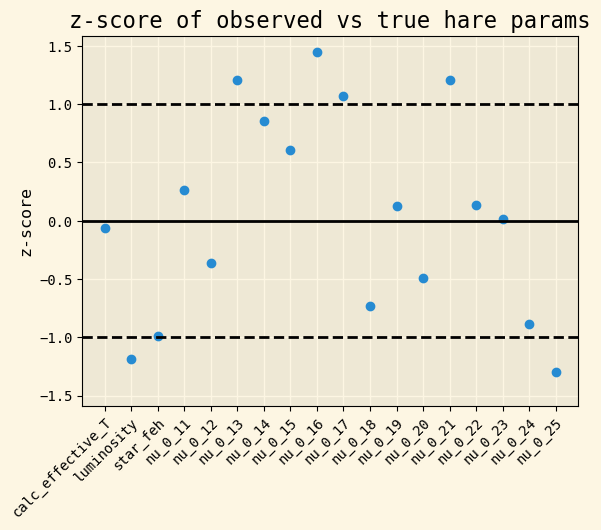 z-score of observed vs true hare params
z-score
1.5
1.0
0.5
0.0
−0.5
−1.0
−1.5
calc_effective_T
luminosity
star_feh
nu_0_11
nu_0_12
nu_0_13
nu_0_14
nu_0_15
nu_0_16
nu_0_17
nu_0_18
nu_0_19
nu_0_20
nu_0_21
nu_0_22
nu_0_23
nu_0_24
nu_0_25